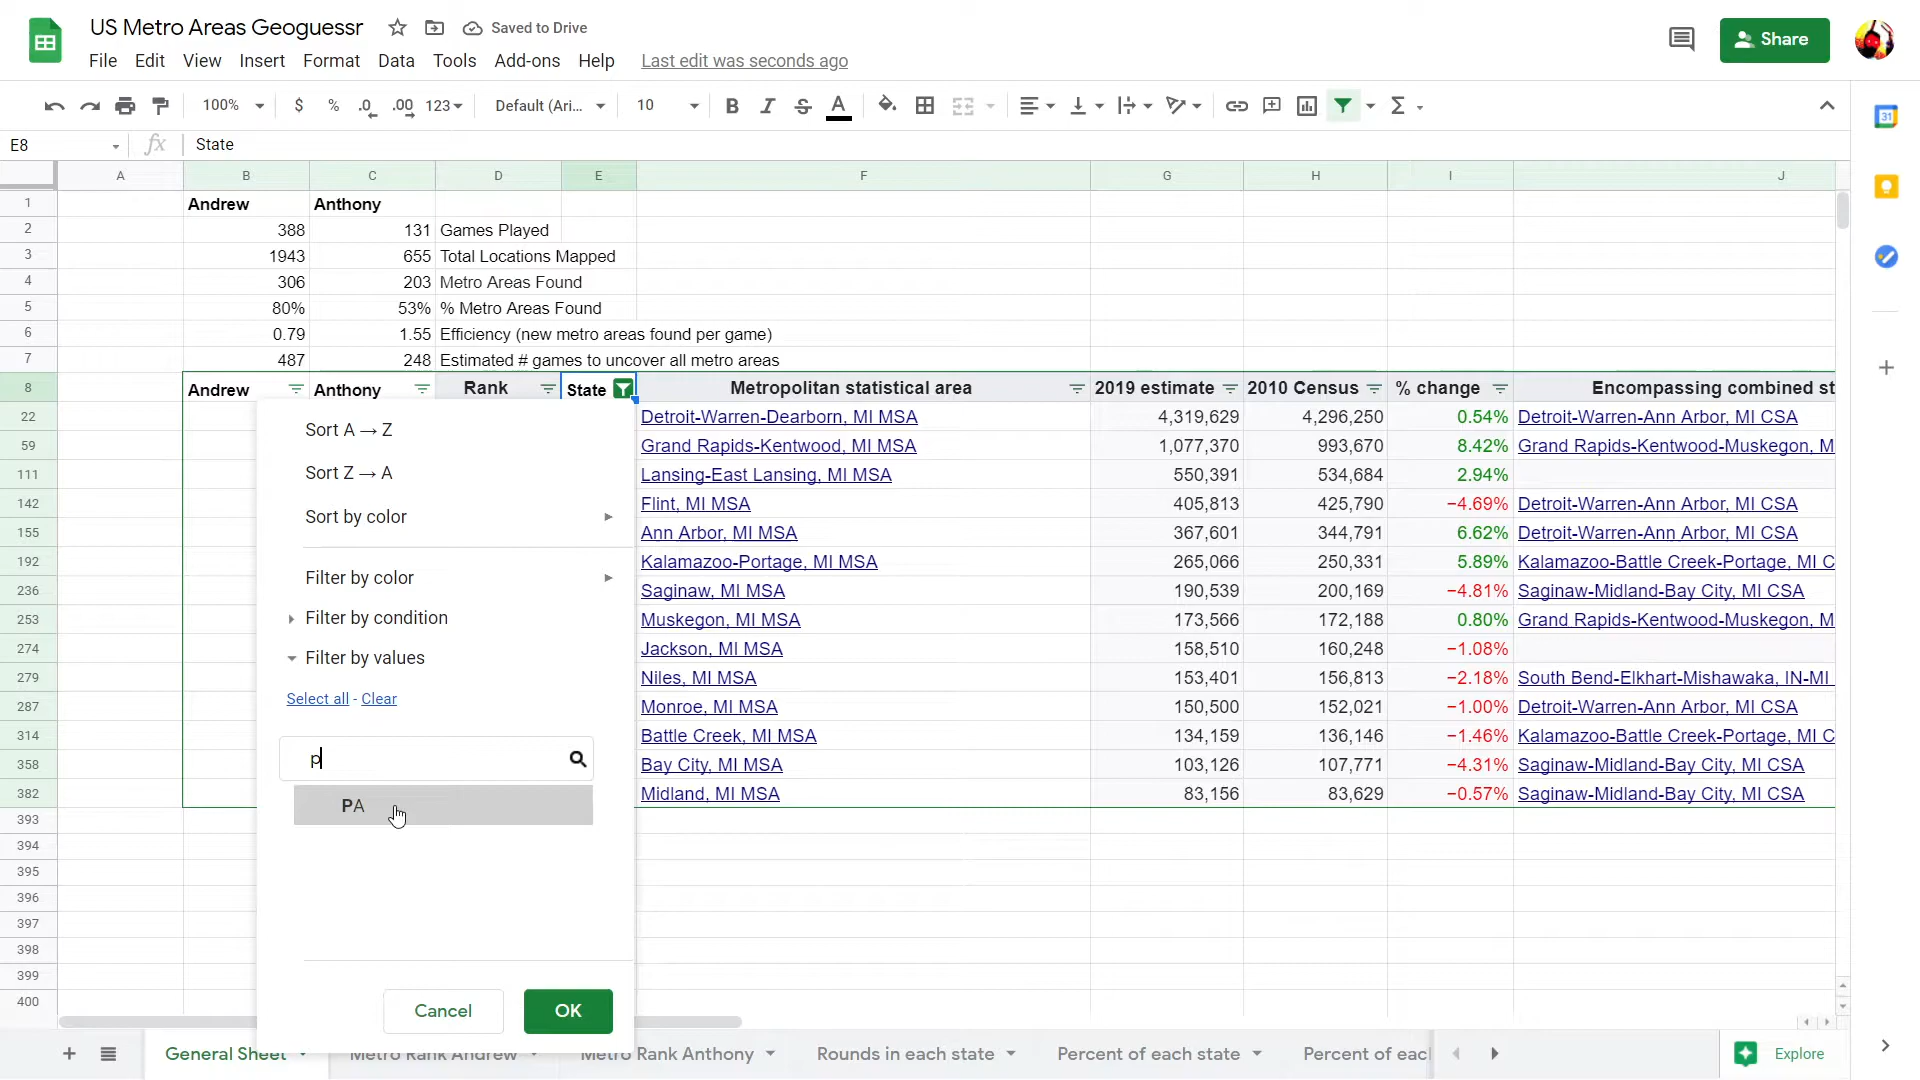 US Metro Areas Geoguessr
Saved to Drive
File Edit View Insert Format Data Tools Add-ons Help Last edit was seconds ago
Share
100% $ % .0 .00 123 Default (Ari... 10 B I S A Σ
E8 fx State
31
A B C D E F G H I J
1 Andrew Anthony
2 388 131 Games Played
3 1943 655 Total Locations Mapped
4 306 203 Metro Areas Found
5 80% 53% % Metro Areas Found
6 0.79 1.55 Efficiency (new metro areas found per game)
7 487 248 Estimated # games to uncover all metro areas
8 Andrew Anthony Rank State Metropolitan statistical area 2019 estimate 2010 Census % change Encompassing combined st
22 Detroit-Warren-Dearborn, MI MSA 4,319,629 4,296,250 0.54% Detroit-Warren-Ann Arbor, MI CSA
59 Grand Rapids-Kentwood, MI MSA 1,077,370 993,670 8.42% Grand Rapids-Kentwood-Muskegon, M
111 Lansing-East Lansing, MI MSA 550,391 534,684 2.94%
142 Flint, MI MSA 405,813 425,790 −4.69% Detroit-Warren-Ann Arbor, MI CSA
155 Ann Arbor, MI MSA 367,601 344,791 6.62% Detroit-Warren-Ann Arbor, MI CSA
192 Kalamazoo-Portage, MI MSA 265,066 250,331 5.89% Kalamazoo-Battle Creek-Portage, MI C
236 Saginaw, MI MSA 190,539 200,169 −4.81% Saginaw-Midland-Bay City, MI CSA
253 Muskegon, MI MSA 173,566 172,188 0.80% Grand Rapids-Kentwood-Muskegon, M
274 Jackson, MI MSA 158,510 160,248 −1.08%
279 Niles, MI MSA 153,401 156,813 −2.18% South Bend-Elkhart-Mishawaka, IN-MI
287 Monroe, MI MSA 150,500 152,021 −1.00% Detroit-Warren-Ann Arbor, MI CSA
314 Battle Creek, MI MSA 134,159 136,146 −1.46% Kalamazoo-Battle Creek-Portage, MI C
358 Bay City, MI MSA 103,126 107,771 −4.31% Saginaw-Midland-Bay City, MI CSA
382 Midland, MI MSA 83,156 83,629 −0.57% Saginaw-Midland-Bay City, MI CSA
393
394
395
396
397
398
399
400
Sort A → Z
Sort Z → A
Sort by color
Filter by color
Filter by condition
Filter by values
Select all - Clear
p
PA
Cancel OK
General Sheet Metro Rank Andrew Metro Rank Anthony Rounds in each state Percent of each state Percent of eac
Explore